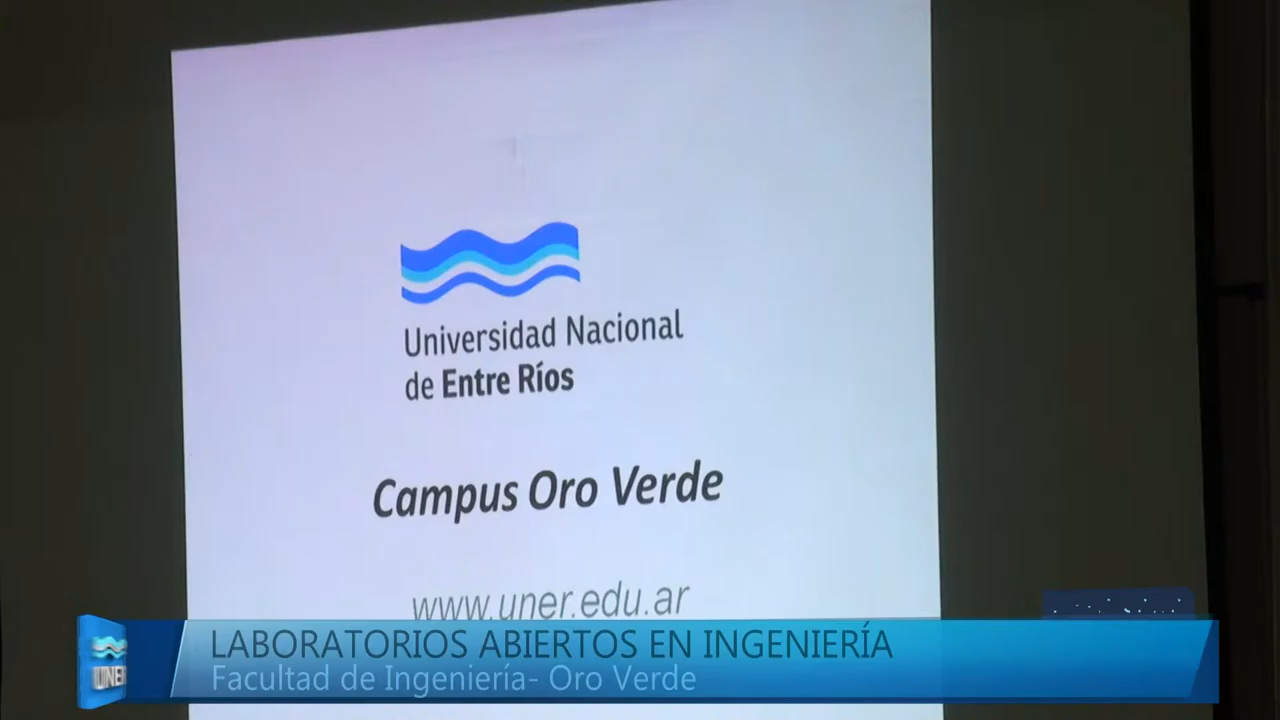 Universidad Nacional
de Entre Ríos
Campus Oro Verde
www.uner.edu.ar
LABORATORIOS ABIERTOS EN INGENIERÍA
Facultad de Ingeniería- Oro Verde
UNER